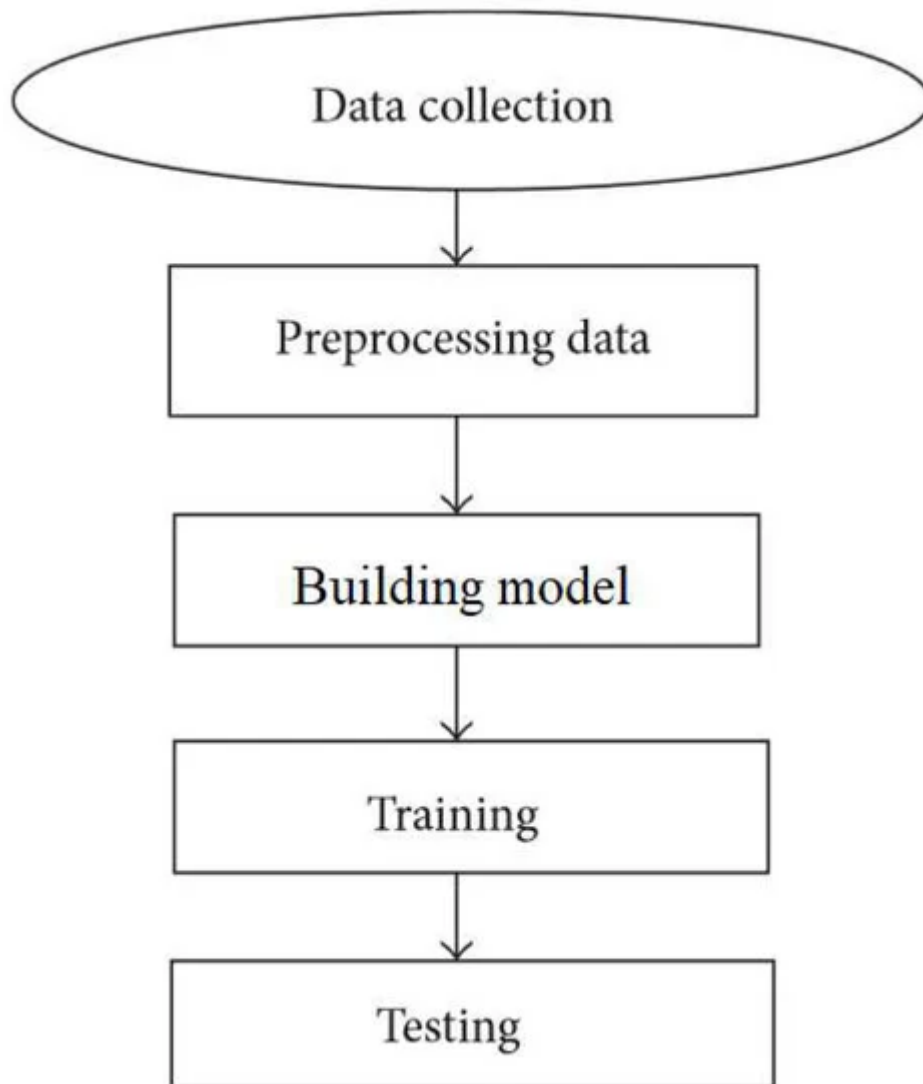 Data collection
Preprocessing data
Building model
Training
Testing